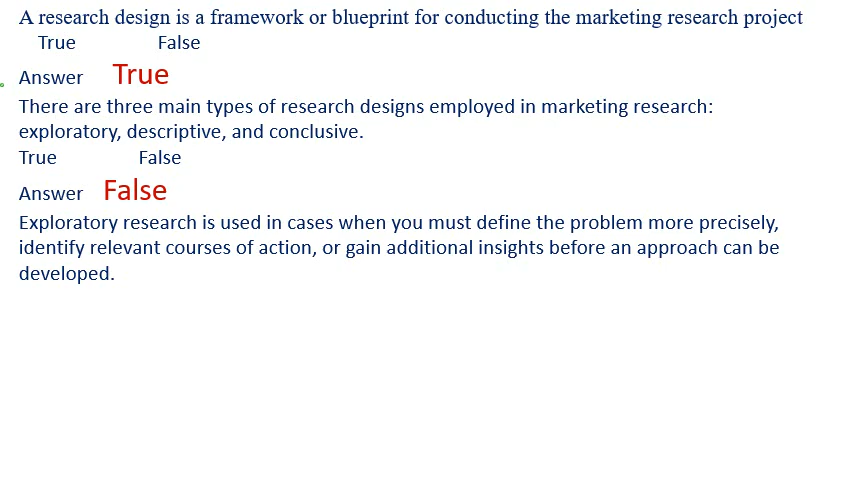 A research design is a framework or blueprint for conducting the marketing research project
True False
Answer True
There are three main types of research designs employed in marketing research:
exploratory, descriptive, and conclusive.
True False
Answer False
Exploratory research is used in cases when you must define the problem more precisely,
identify relevant courses of action, or gain additional insights before an approach can be
developed.